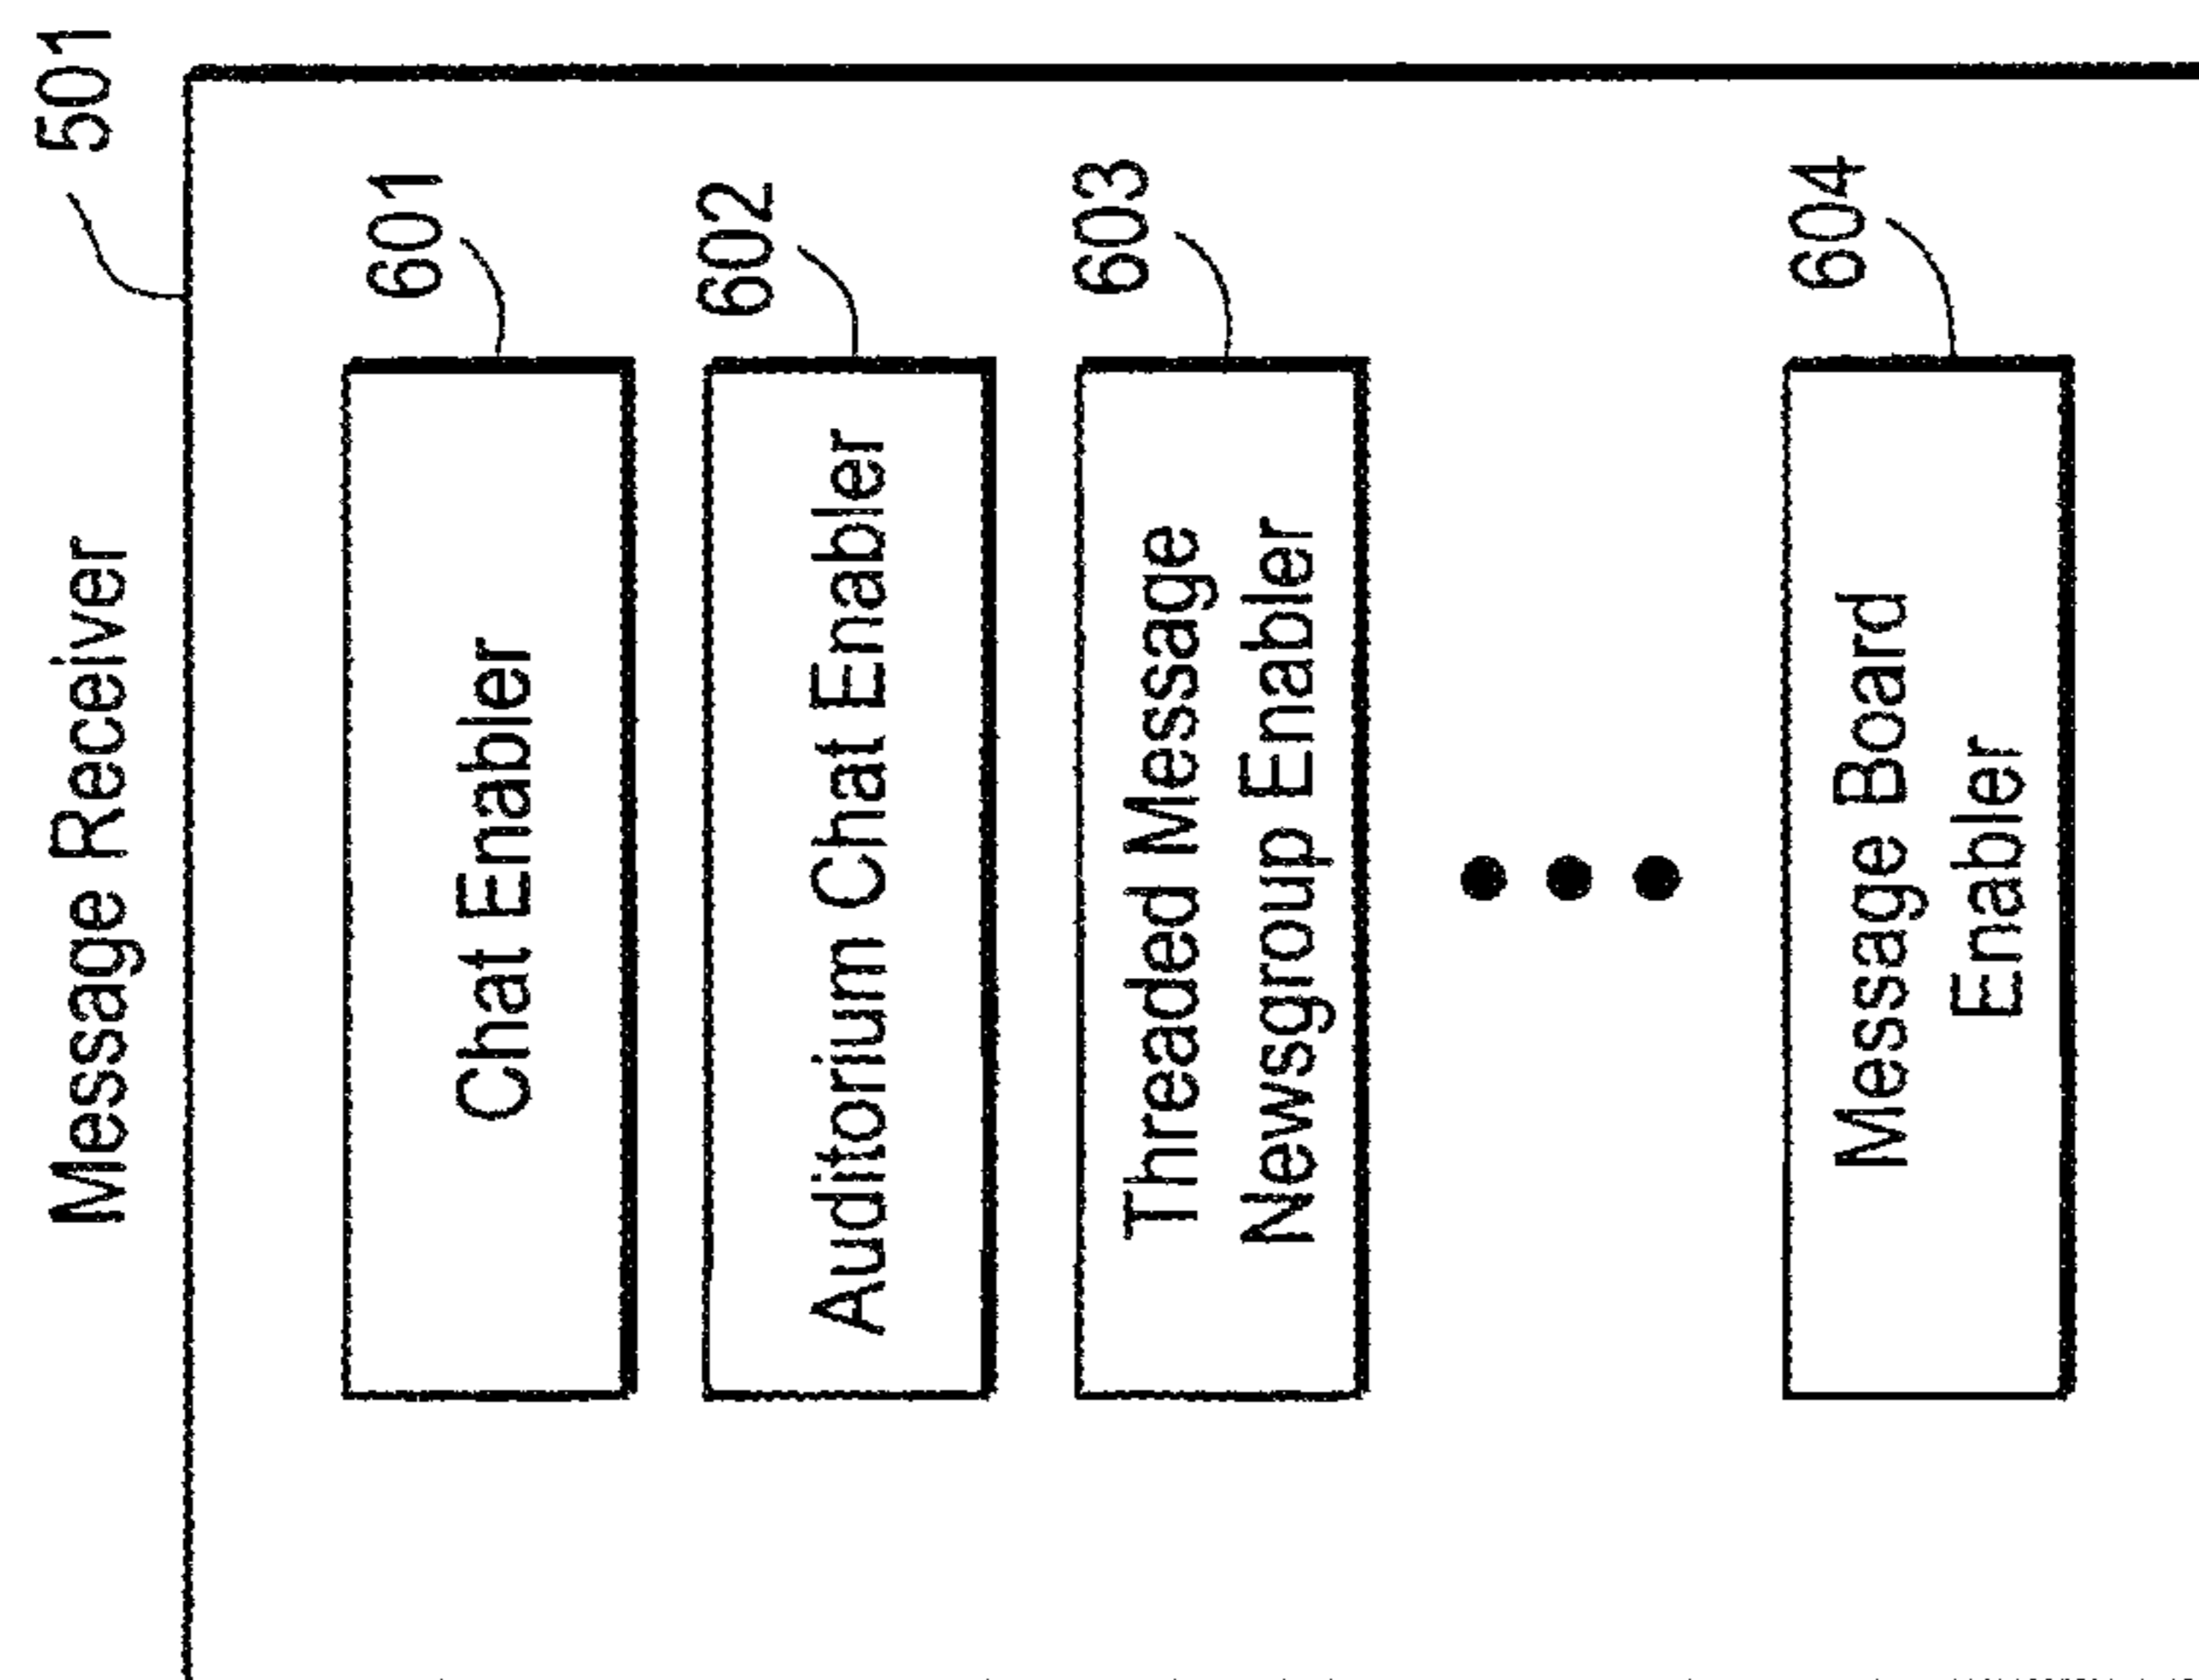 Message Receiver
501
601
Chat Enabler
602
Auditorium Chat Enabler
603
Threaded Message
Newsgroup Enabler
604
Message Board
Enabler